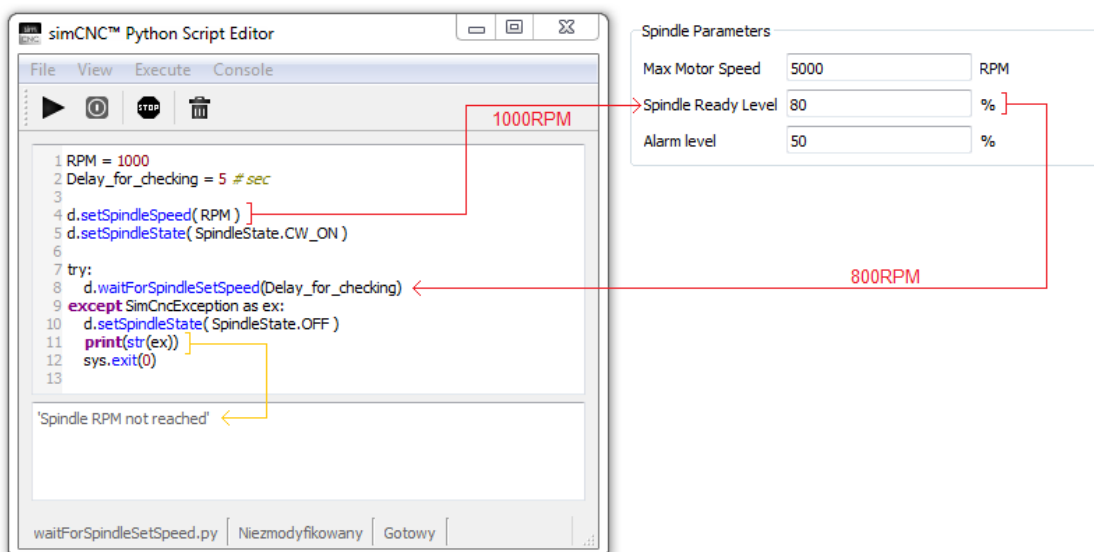 simCNC™ Python Script Editor
File View Execute Console
STOP
1 RPM = 1000
2 Delay_for_checking = 5 # sec
3
4 d.setSpindleSpeed( RPM )
5 d.setSpindleState( SpindleState.CW_ON )
6
7 try:
8 d.waitForSpindleSetSpeed(Delay_for_checking)
9 except SimCncException as ex:
10 d.setSpindleState( SpindleState.OFF )
11 print(str(ex))
12 sys.exit(0)
13
'Spindle RPM not reached'
waitForSpindleSetSpeed.py Niezmodyfikowany Gotowy
1000RPM
800RPM
Spindle Parameters
Max Motor Speed 5000 RPM
Spindle Ready Level 80 %
Alarm level 50 %